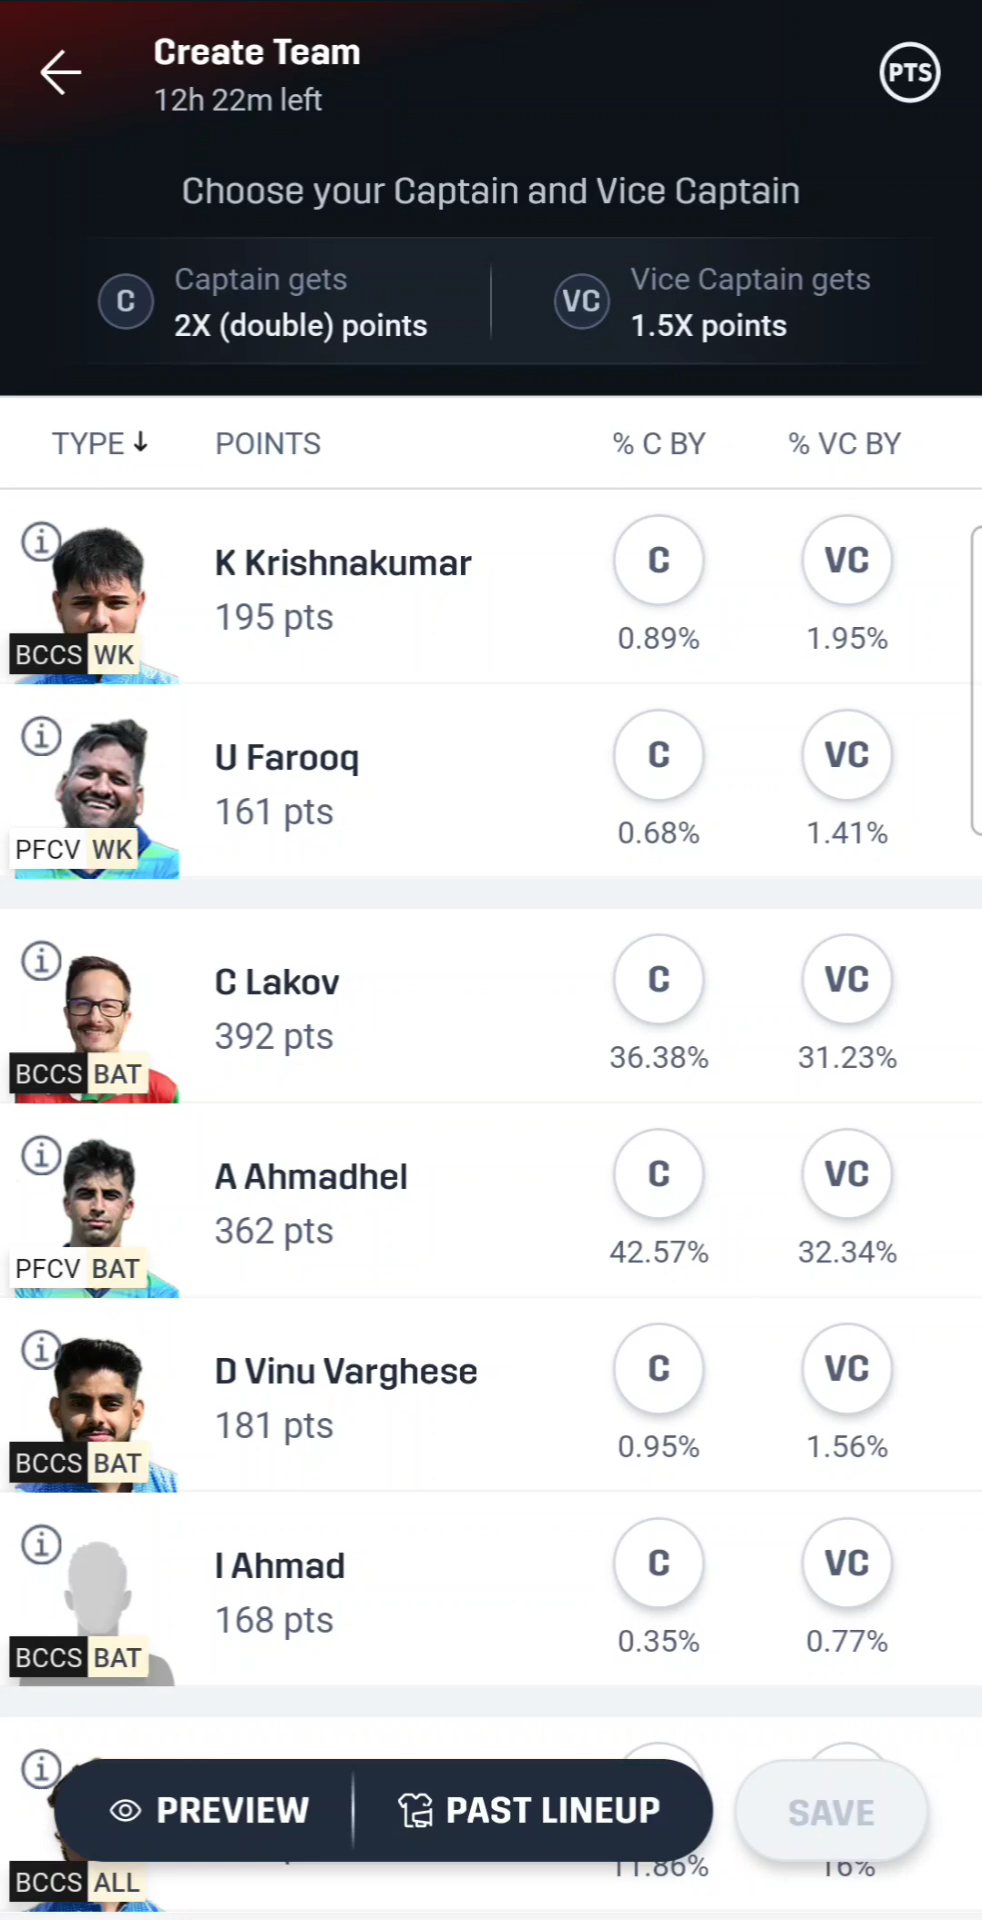 Create Team
12h 22m left
PTS
Choose your Captain and Vice Captain
C
Captain gets
2X (double) points
VC
Vice Captain gets
1.5X points
TYPE↓ POINTS % C BY % VC BY
K Krishnakumar
195 pts
BCCS WK
C
0.89%
VC
1.95%
U Farooq
161 pts
PFCV WK
C
0.68%
VC
1.41%
C Lakov
392 pts
BCCS BAT
C
36.38%
VC
31.23%
A Ahmadhel
362 pts
PFCV BAT
C
42.57%
VC
32.34%
D Vinu Varghese
181 pts
BCCS BAT
C
0.95%
VC
1.56%
I Ahmad
168 pts
BCCS BAT
C
0.35%
VC
0.77%
PREVIEW
PAST LINEUP
SAVE
BCCS ALL
11.86%